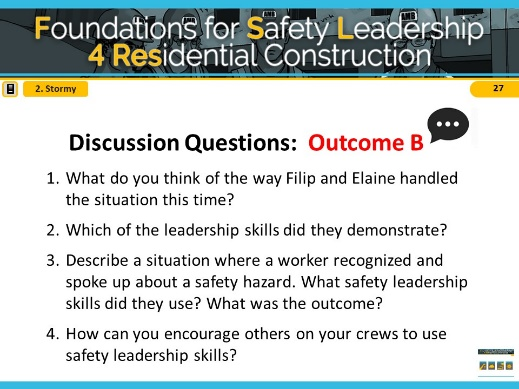 Foundations for Safety Leadership
4 Residential Construction
2. Stormy
27
Discussion Questions: Outcome B
1. What do you think of the way Filip and Elaine handled
the situation this time?
2. Which of the leadership skills did they demonstrate?
3. Describe a situation where a worker recognized and
spoke up about a safety hazard. What safety leadership
skills did they use? What was the outcome?
4. How can you encourage others on your crews to use
safety leadership skills?